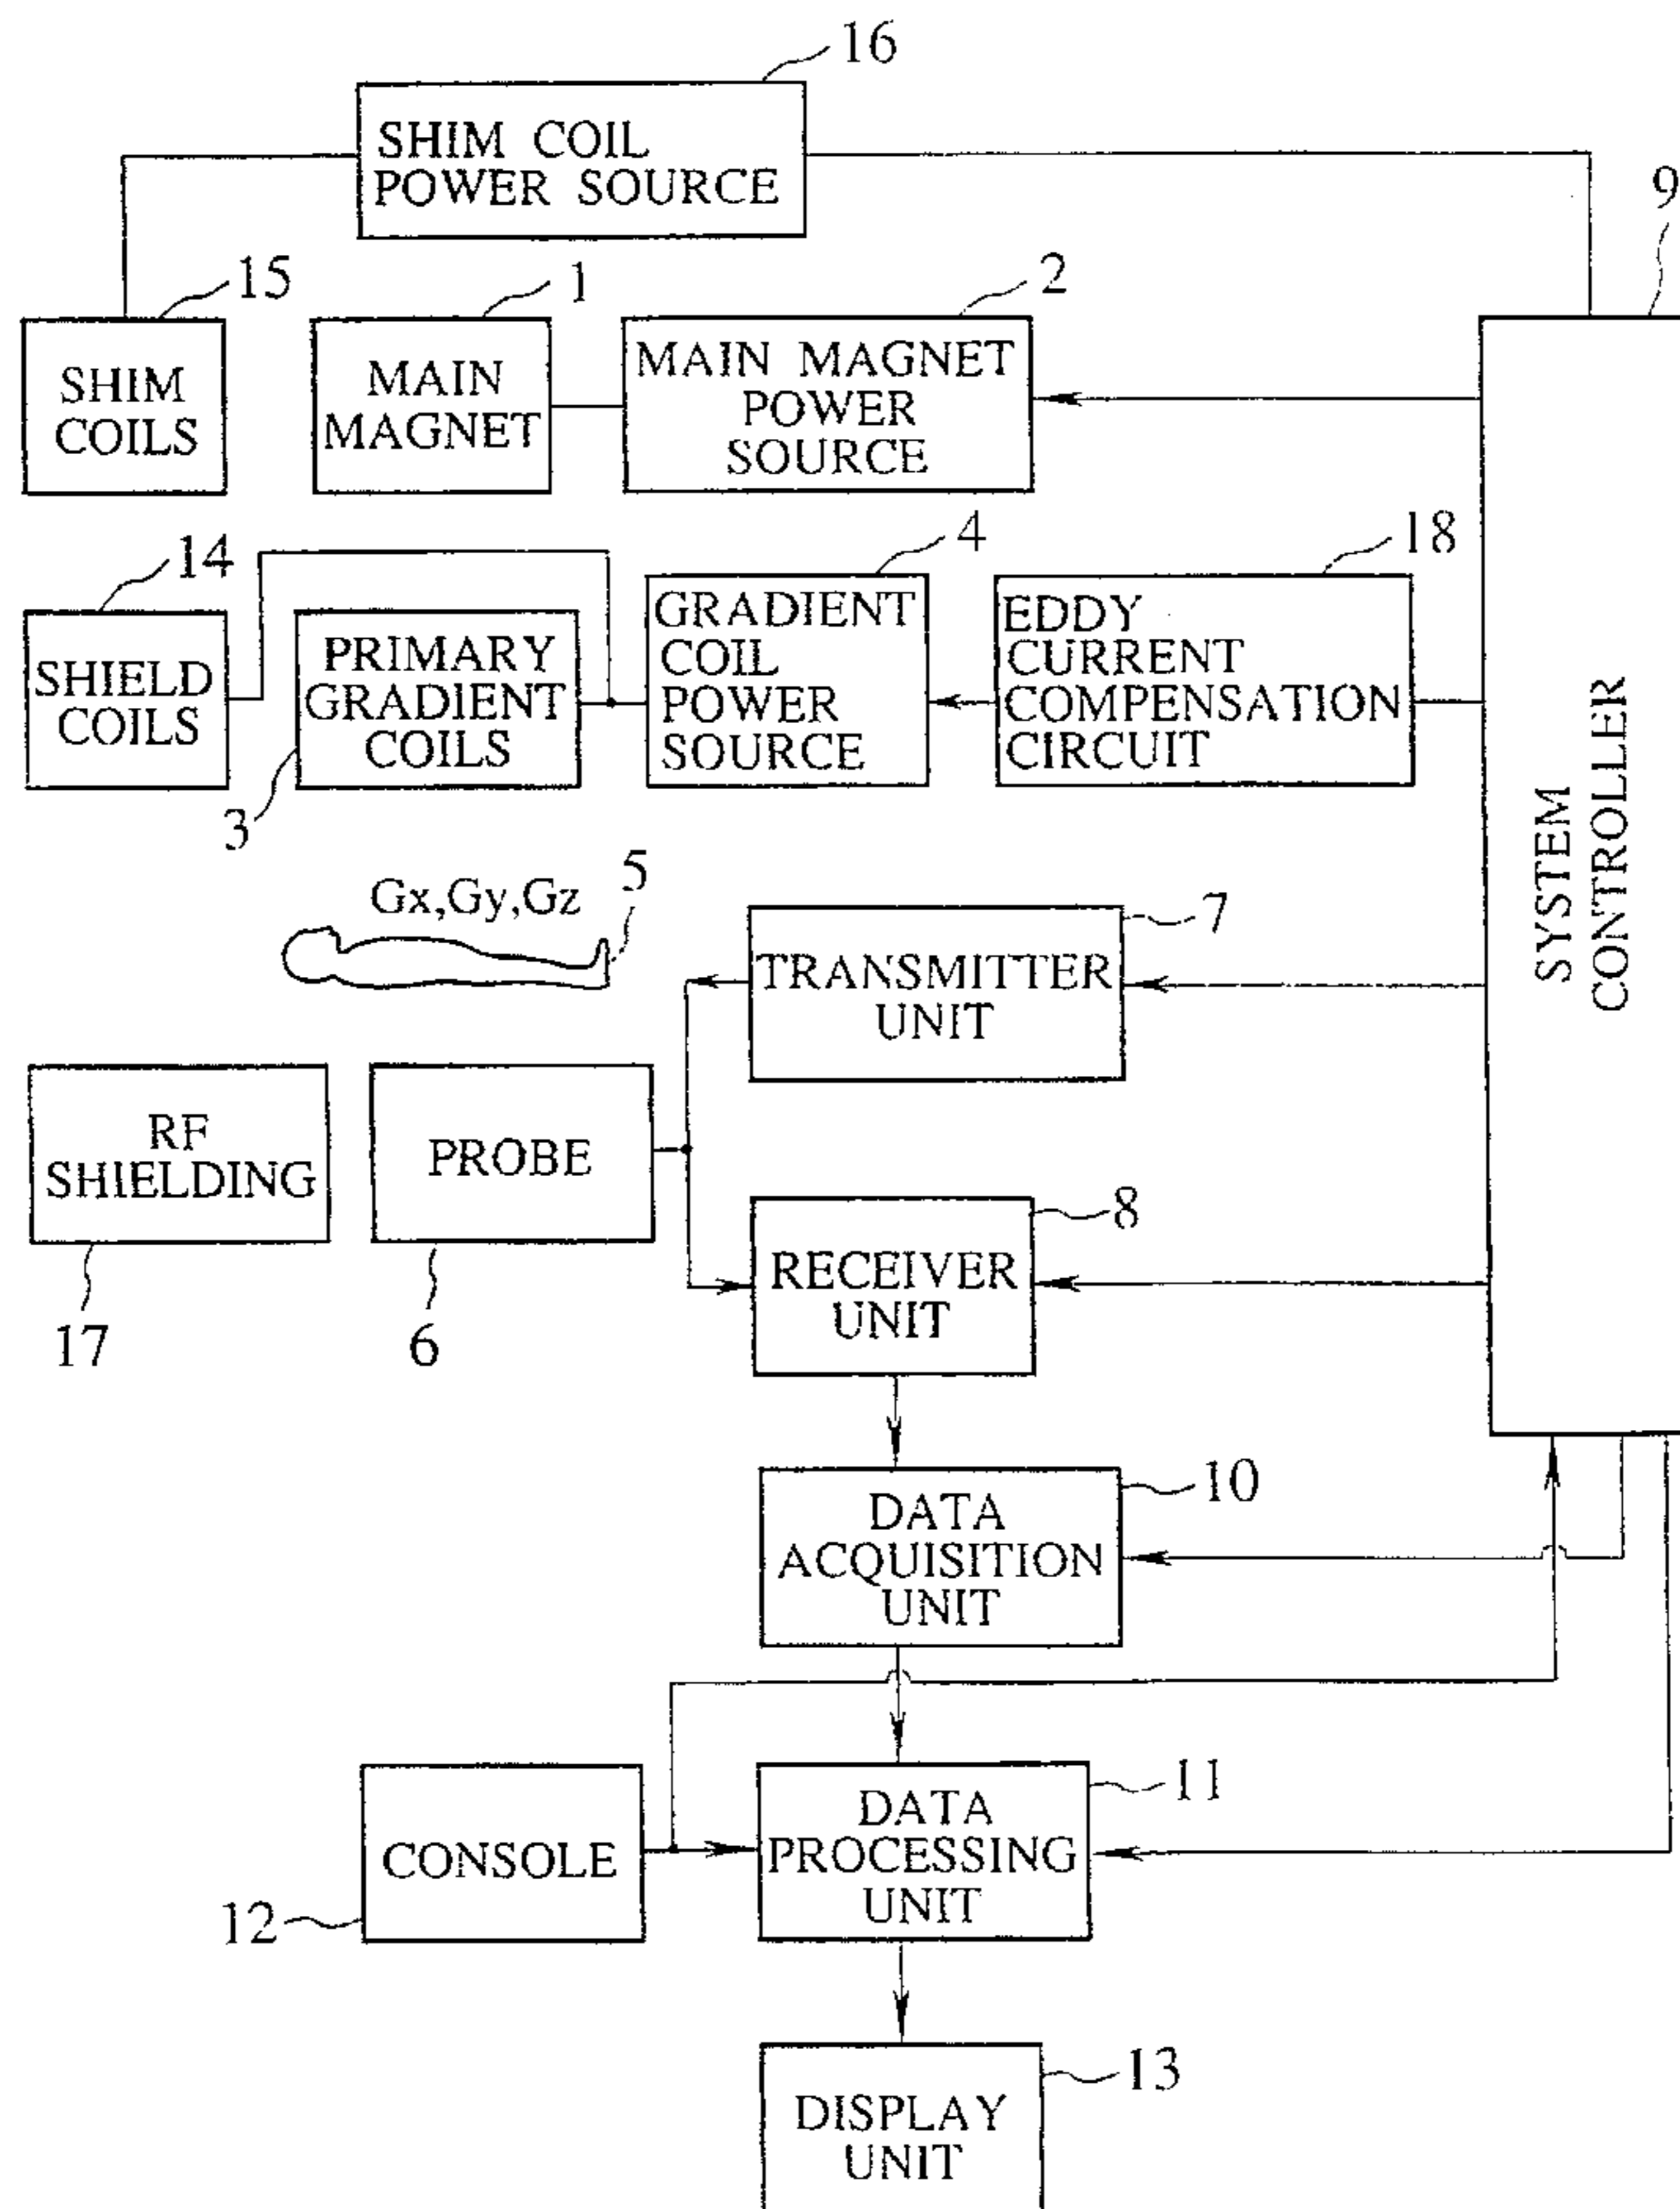 16
SHIM COIL
POWER SOURCE
9
15
1
2
SHIM
COILS
MAIN
MAGNET
MAIN MAGNET
POWER
SOURCE
14
4
18
SHIELD
COILS
PRIMARY
GRADIENT
COILS
3
GRADIENT
COIL
POWER
SOURCE
EDDY
CURRENT
COMPENSATION
CIRCUIT
SYSTEM
CONTROLLER
Gx,Gy,Gz
5
7
TRANSMITTER
UNIT
RF
SHIELDING
17
PROBE
6
8
RECEIVER
UNIT
10
DATA
ACQUISITION
UNIT
11
CONSOLE
12
DATA
PROCESSING
UNIT
13
DISPLAY
UNIT